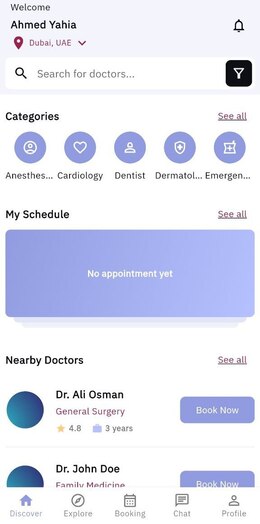 Welcome
Ahmed Yahia
Dubai, UAE
Search for doctors...
Categories
See all
Anesthes...
Cardiology
Dentist
Dermatol...
Emergen...
My Schedule
See all
No appointment yet
Nearby Doctors
See all
Dr. Ali Osman
General Surgery
4.8
3 years
Book Now
Dr. John Doe
Family Medicine
Book Now
Discover
Explore
Booking
Chat
Profile